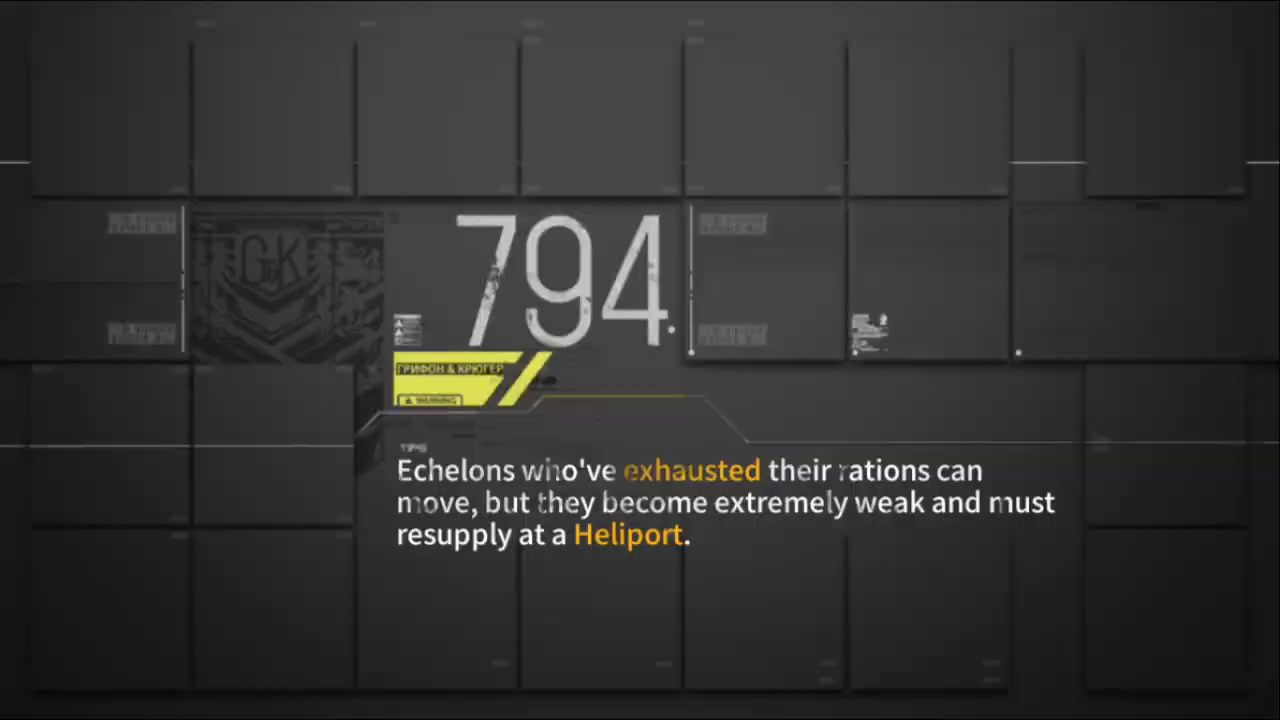 G&K
794.
ГРИФОН & КРЮГЕР
WARNING
TIPS
Echelons who've exhausted their rations can
move, but they become extremely weak and must
resupply at a Heliport.